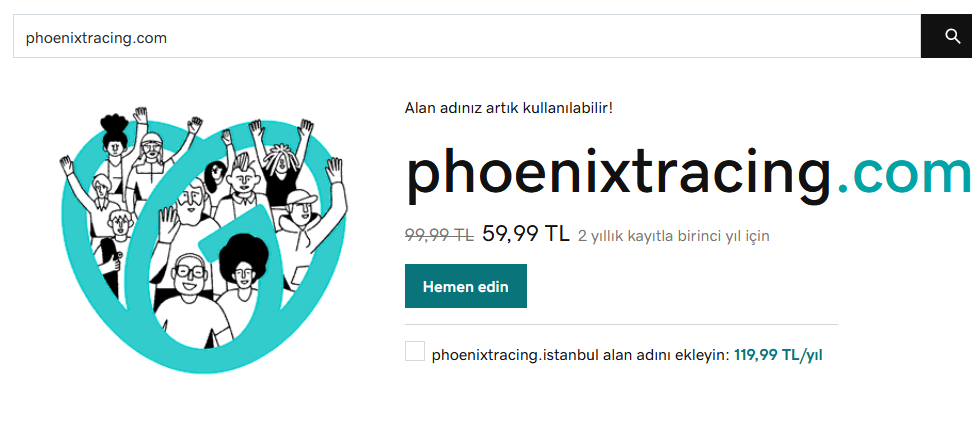 phoenixtracing.com
Alan adınız artık kullanılabilir!
phoenixtracing.com
99,99 TL 59,99 TL 2 yıllık kayıtla birinci yıl için
Hemen edin
phoenixtracing.istanbul alan adını ekleyin: 119,99 TL/yıl